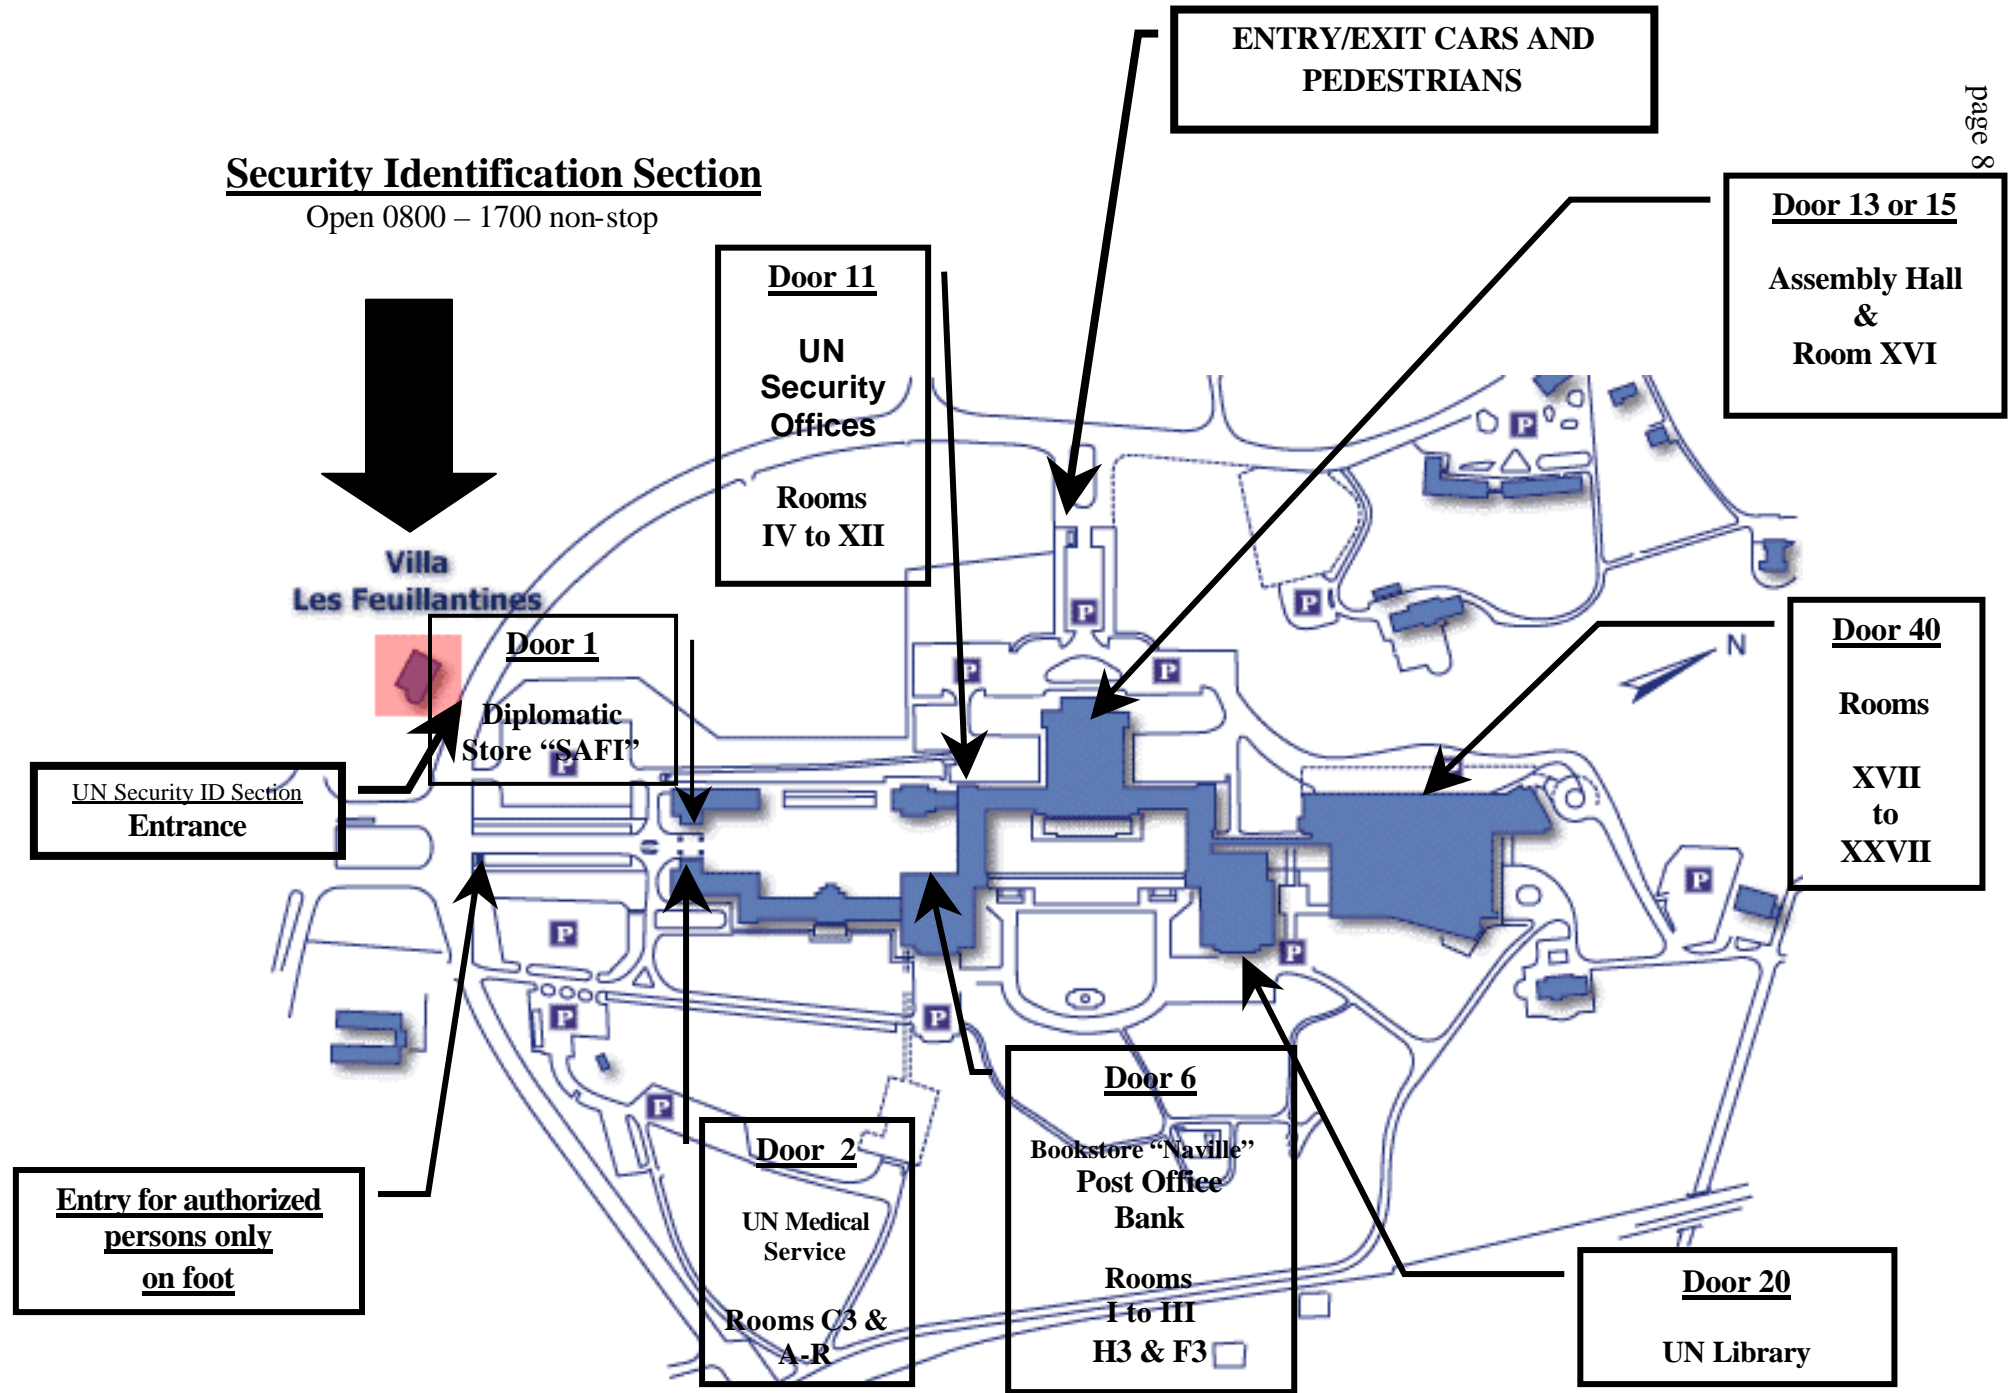 ENTRY/EXIT CARS AND
PEDESTRIANS
page 8
Security Identification Section
Open 0800 – 1700 non-stop
Door 13 or 15
Assembly Hall
&
Room XVI
Door 11
UN
Security
Offices
Rooms
IV to XII
Villa
Les Feuillantines
Door 1
Diplomatic
Store “SAFI”
UN Security ID Section
Entrance
Door 40
Rooms
XVII
to
XXVII
N
P
P
P
P
P
P
P
P
P
P
P
P
Entry for authorized
persons only
on foot
Door 2
UN Medical
Service
Rooms C3 &
A-R
Door 6
Bookstore “Naville”
Post Office
Bank
Rooms
I to III
H3 & F3
Door 20
UN Library